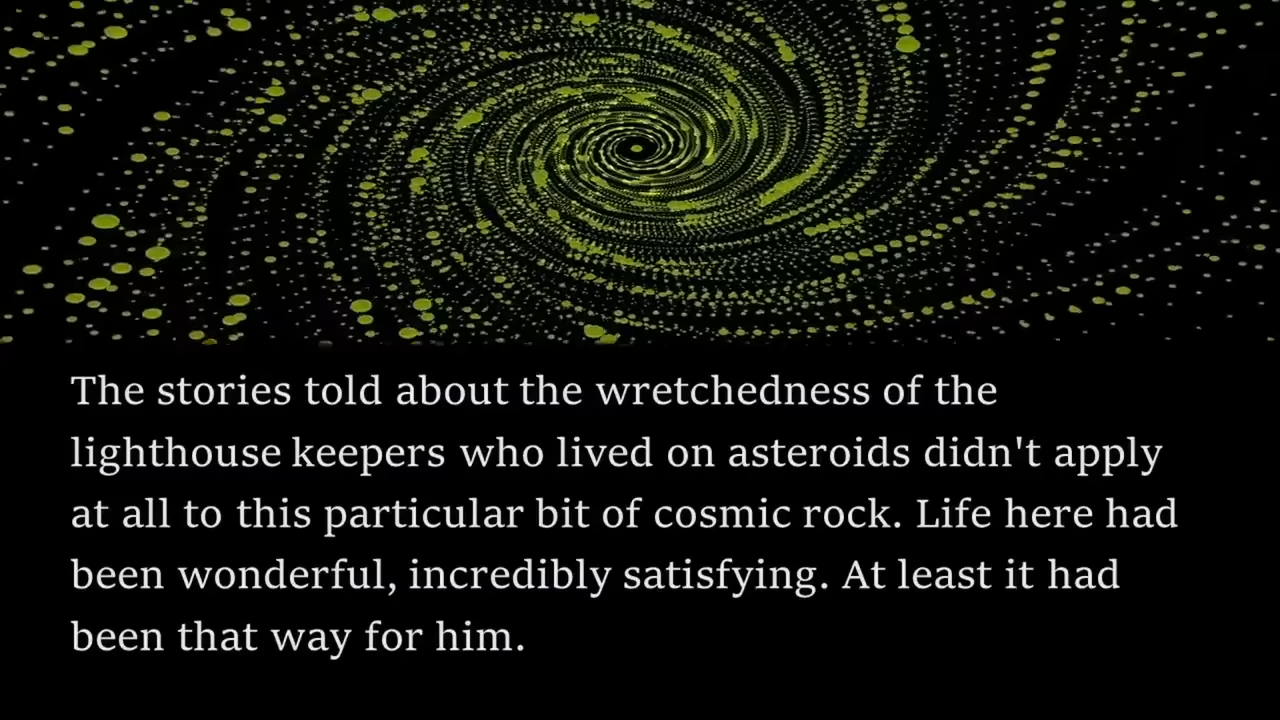 The stories told about the wretchedness of the
lighthouse keepers who lived on asteroids didn't apply
at all to this particular bit of cosmic rock. Life here had
been wonderful, incredibly satisfying. At least it had
been that way for him.